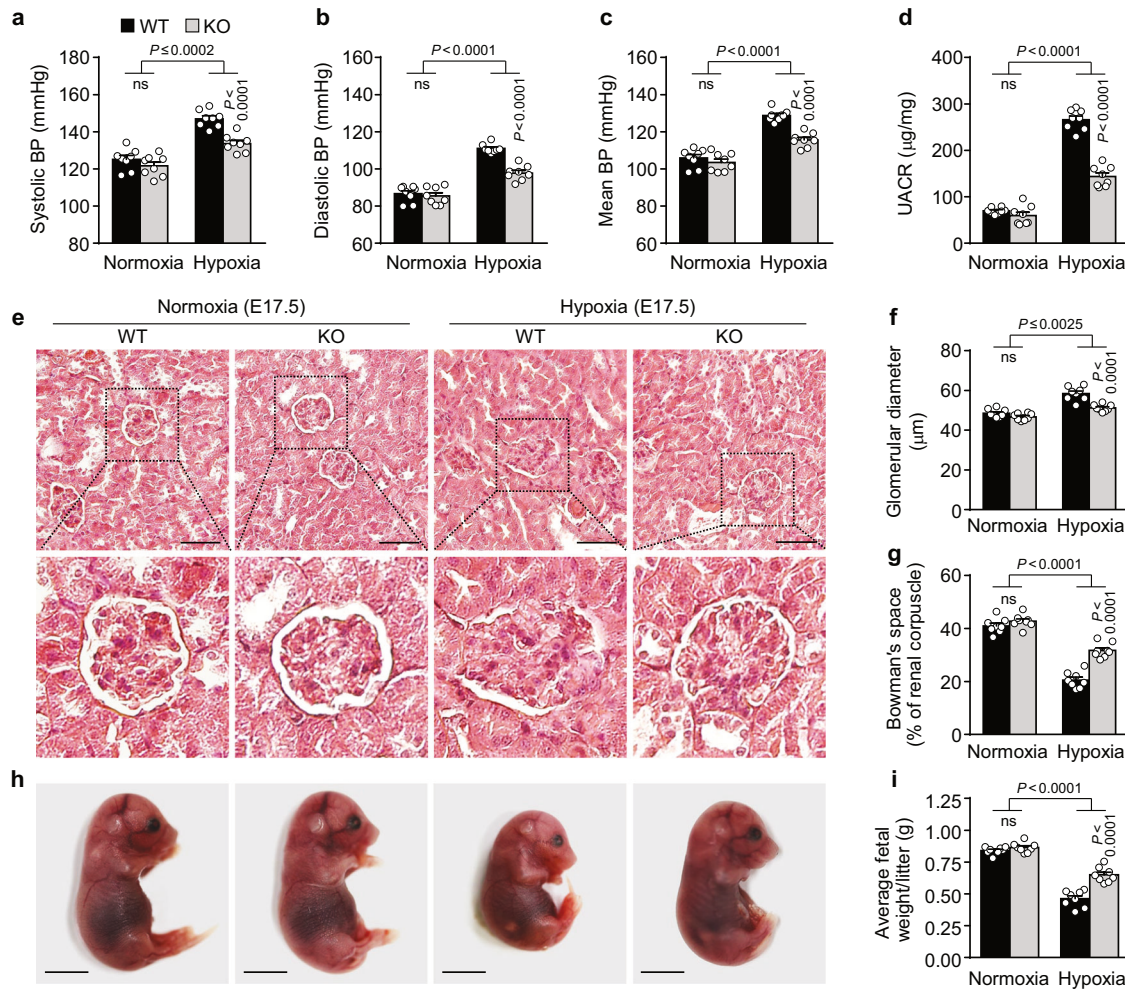 a
WT KO
Systolic BP (mmHg)
160
140
120
100
80
P ≤ 0.0002
ns
P < 0.0001
Normoxia Hypoxia
b
Diastolic BP (mmHg)
160
140
120
100
80
60
P < 0.0001
ns
P < 0.0001
Normoxia Hypoxia
c
Mean BP (mmHg)
160
140
120
100
80
60
P < 0.0001
ns
P < 0.0001
Normoxia Hypoxia
d
UACR (μg/mg)
400
300
200
100
0
P < 0.0001
ns
P < 0.0001
Normoxia Hypoxia
e
Normoxia (E17.5) Hypoxia (E17.5)
WT KO WT KO
f
Glomerular diameter
(μm)
80
60
40
20
0
P ≤ 0.0025
ns
P < 0.0001
Normoxia Hypoxia
g
Bowman's space
(% of renal corpuscle)
60
40
20
0
P < 0.0001
ns
P < 0.0001
Normoxia Hypoxia
h
i
Average fetal
weight/litter (g)
1.25
1.00
0.75
0.50
0.25
0.00
P < 0.0001
ns
P < 0.0001
Normoxia Hypoxia